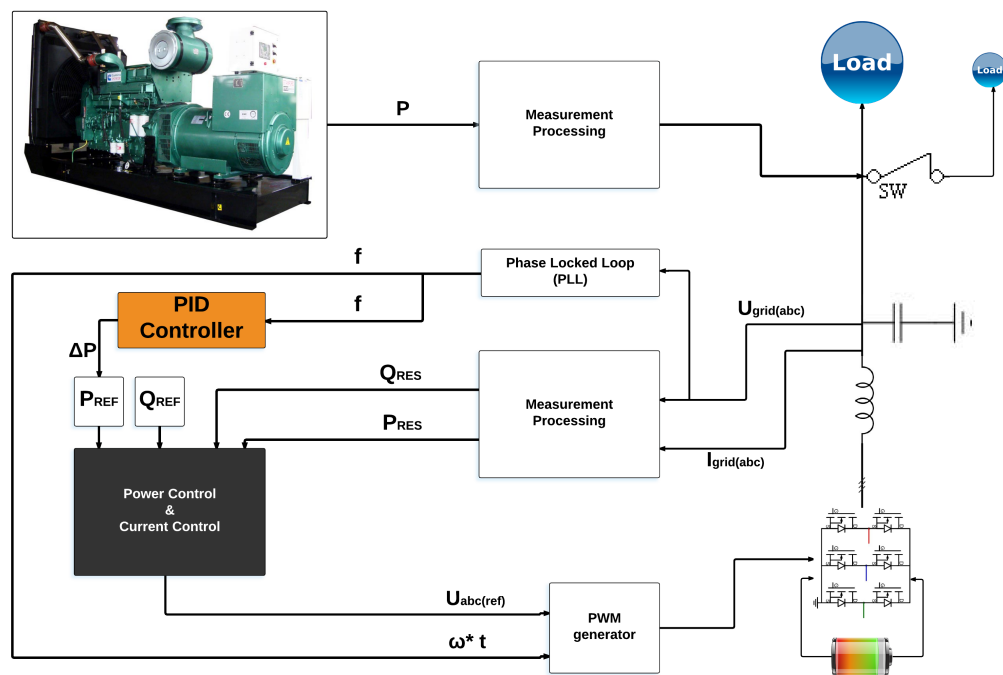 Load
Load
P
Measurement
Processing
SW
f
Phase Locked Loop
(PLL)
f
PID
Controller
Ugrid(abc)
ΔP
QRES
PREF
QREF
Measurement
Processing
PRES
Igrid(abc)
Power Control
&
Current Control
Uabc(ref)
PWM
generator
ω* t